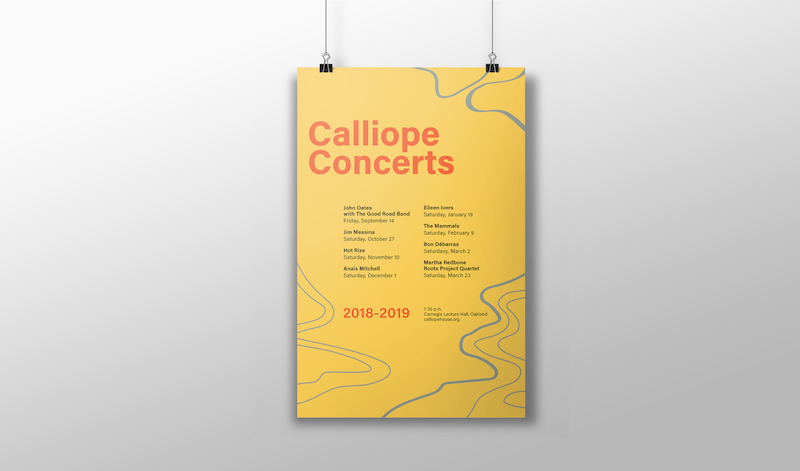 Calliope
Concerts
John Oates
with The Good Road Band
Friday, September 14
Jim Messina
Saturday, October 27
Hot Rize
Saturday, November 10
Anaïs Mitchell
Saturday, December 1
Eileen Ivers
Saturday, January 19
The Mammals
Saturday, February 9
Bon Débarras
Saturdavy, March 2
Martha Redbone
Roots Project Quartet
Saturday, March 23
2018-2019
7:30 p.m.
Carnegie Lecture Hall, Oakland
calliopehouse.org